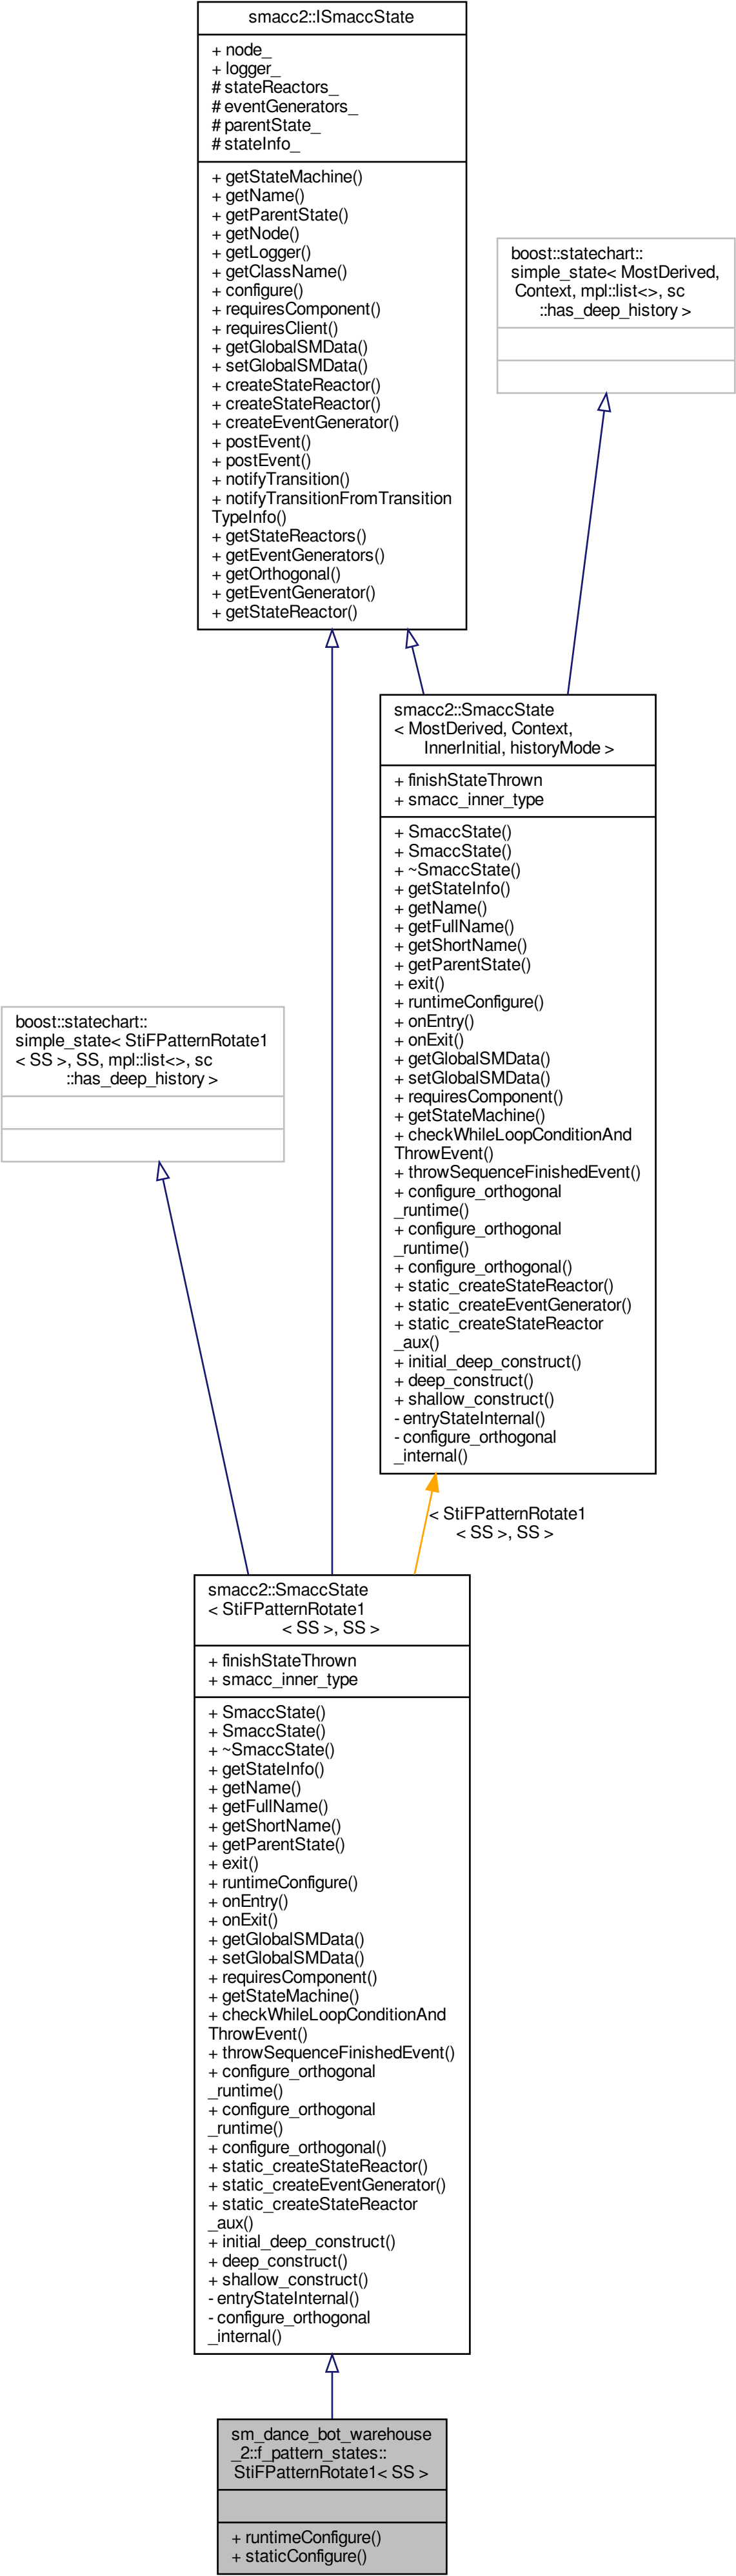 smacc2::ISmaccState
+ node_
+ logger_
# stateReactors_
# eventGenerators_
# parentState_
# stateInfo_
+ getStateMachine()
+ getName()
+ getParentState()
+ getNode()
+ getLogger()
+ getClassName()
+ configure()
+ requiresComponent()
+ requiresClient()
+ getGlobalSMData()
+ setGlobalSMData()
+ createStateReactor()
+ createStateReactor()
+ createEventGenerator()
+ postEvent()
+ postEvent()
+ notifyTransition()
+ notifyTransitionFromTransition
TypeInfo()
+ getStateReactors()
+ getEventGenerators()
+ getOrthogonal()
+ getEventGenerator()
+ getStateReactor()
boost::statechart::
simple_state< MostDerived,
Context, mpl::list<>, sc
::has_deep_history >
smacc2::SmaccState
< MostDerived, Context,
InnerInitial, historyMode >
+ finishStateThrown
+ smacc_inner_type
+ SmaccState()
+ SmaccState()
+ ~SmaccState()
+ getStateInfo()
+ getName()
+ getFullName()
+ getShortName()
+ getParentState()
+ exit()
+ runtimeConfigure()
+ onEntry()
+ onExit()
+ getGlobalSMData()
+ setGlobalSMData()
+ requiresComponent()
+ getStateMachine()
+ checkWhileLoopConditionAnd
ThrowEvent()
+ throwSequenceFinishedEvent()
+ configure_orthogonal
_runtime()
+ configure_orthogonal
_runtime()
+ configure_orthogonal()
+ static_createStateReactor()
+ static_createEventGenerator()
+ static_createStateReactor
_aux()
+ initial_deep_construct()
+ deep_construct()
+ shallow_construct()
- entryStateInternal()
- configure_orthogonal
_internal()
boost::statechart::
simple_state< StiFPatternRotate1
< SS >, SS, mpl::list<>, sc
::has_deep_history >
< StiFPatternRotate1
< SS >, SS >
smacc2::SmaccState
< StiFPatternRotate1
< SS >, SS >
+ finishStateThrown
+ smacc_inner_type
+ SmaccState()
+ SmaccState()
+ ~SmaccState()
+ getStateInfo()
+ getName()
+ getFullName()
+ getShortName()
+ getParentState()
+ exit()
+ runtimeConfigure()
+ onEntry()
+ onExit()
+ getGlobalSMData()
+ setGlobalSMData()
+ requiresComponent()
+ getStateMachine()
+ checkWhileLoopConditionAnd
ThrowEvent()
+ throwSequenceFinishedEvent()
+ configure_orthogonal
_runtime()
+ configure_orthogonal
_runtime()
+ configure_orthogonal()
+ static_createStateReactor()
+ static_createEventGenerator()
+ static_createStateReactor
_aux()
+ initial_deep_construct()
+ deep_construct()
+ shallow_construct()
- entryStateInternal()
- configure_orthogonal
_internal()
sm_dance_bot_warehouse
_2::f_pattern_states::
StiFPatternRotate1< SS >
+ runtimeConfigure()
+ staticConfigure()